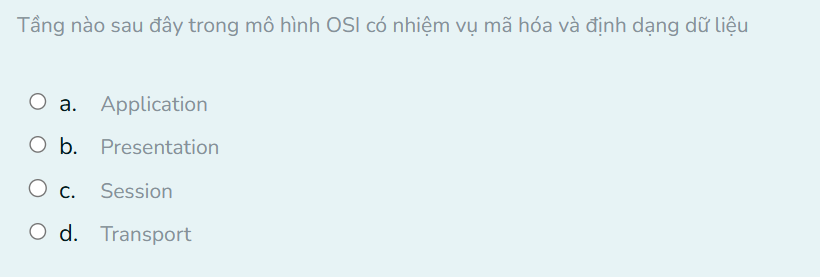 Tầng nào sau đây trong mô hình OSI có nhiệm vụ mã hóa và định dạng dữ liệu
a. Application
b. Presentation
c. Session
d. Transport